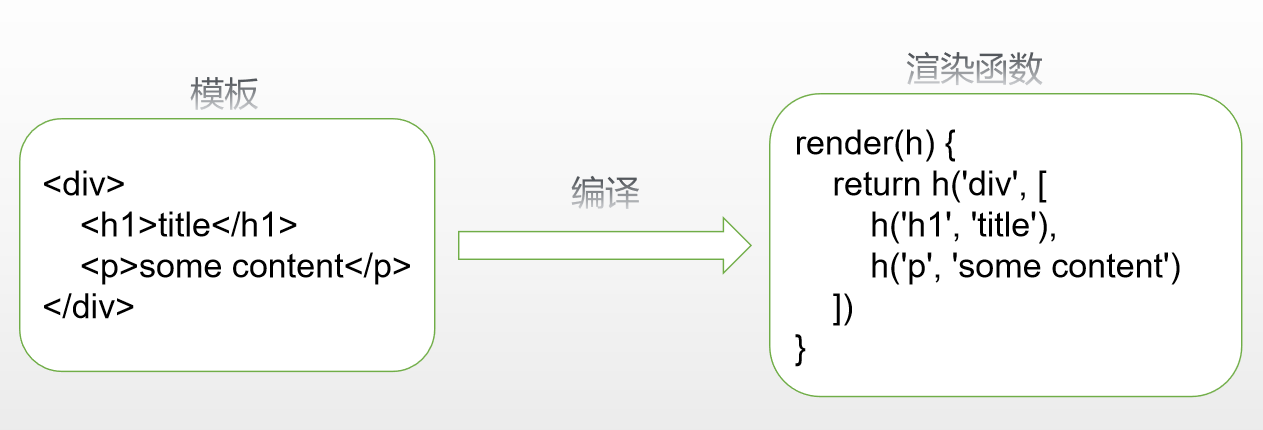 模板
<div>
    <h1>title</h1>
    <p>some content</p>
</div>
编译
渲染函数
render(h) {
    return h('div', [
        h('h1', 'title'),
        h('p', 'some content')
    ])
}